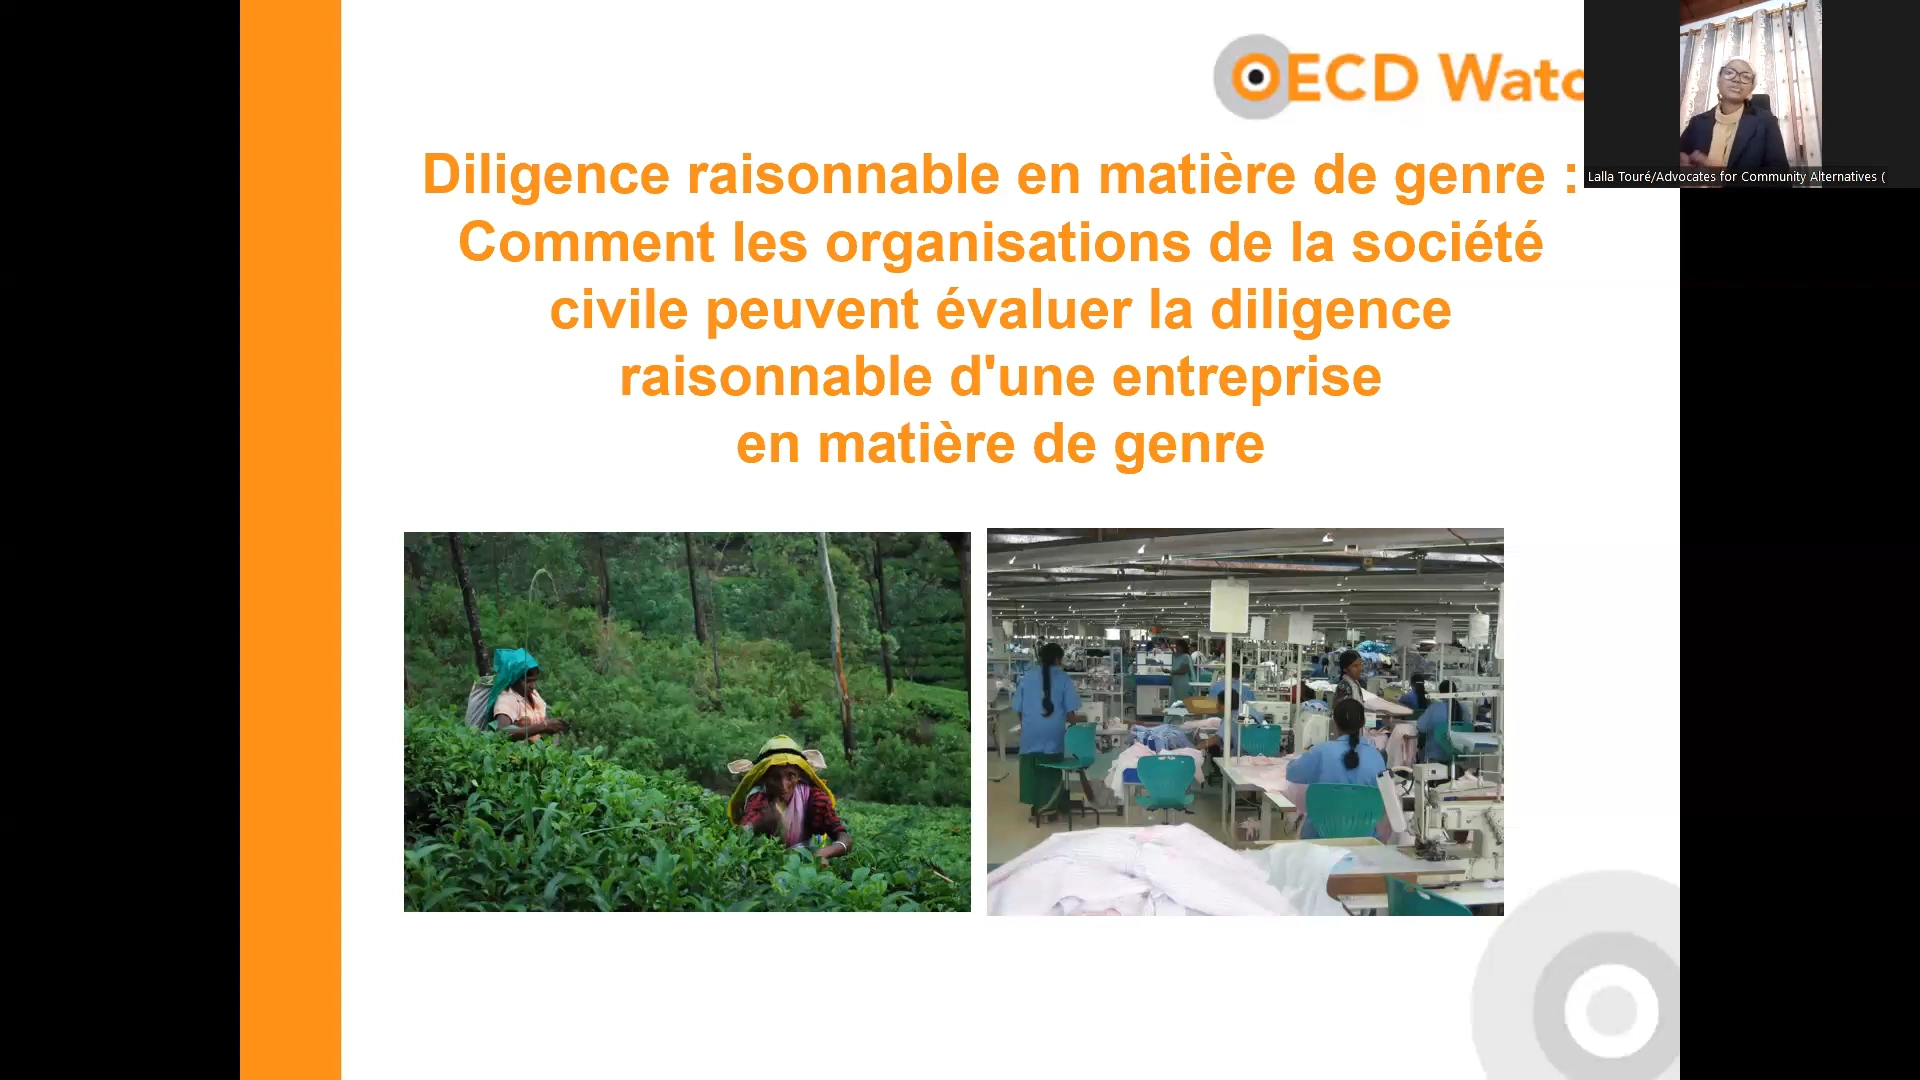 OECD Watc
Diligence raisonnable en matière de genre :
Comment les organisations de la société
civile peuvent évaluer la diligence
raisonnable d'une entreprise
en matière de genre
Lalla Touré/Advocates for Community Alternatives (